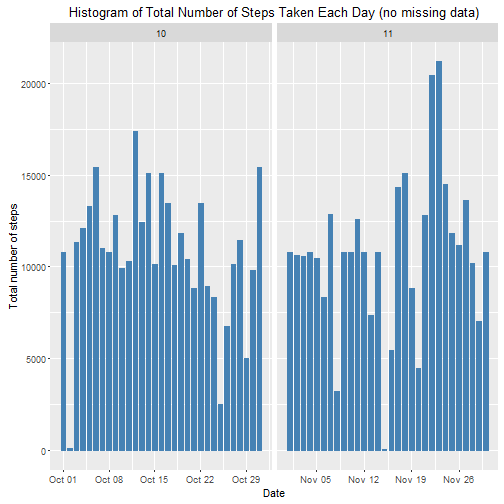 Histogram of Total Number of Steps Taken Each Day (no missing data)
10 11
20000
15000
10000
5000
0
Total number of steps
Oct 01 Oct 08 Oct 15 Oct 22 Oct 29 Nov 05 Nov 12 Nov 19 Nov 26
Date